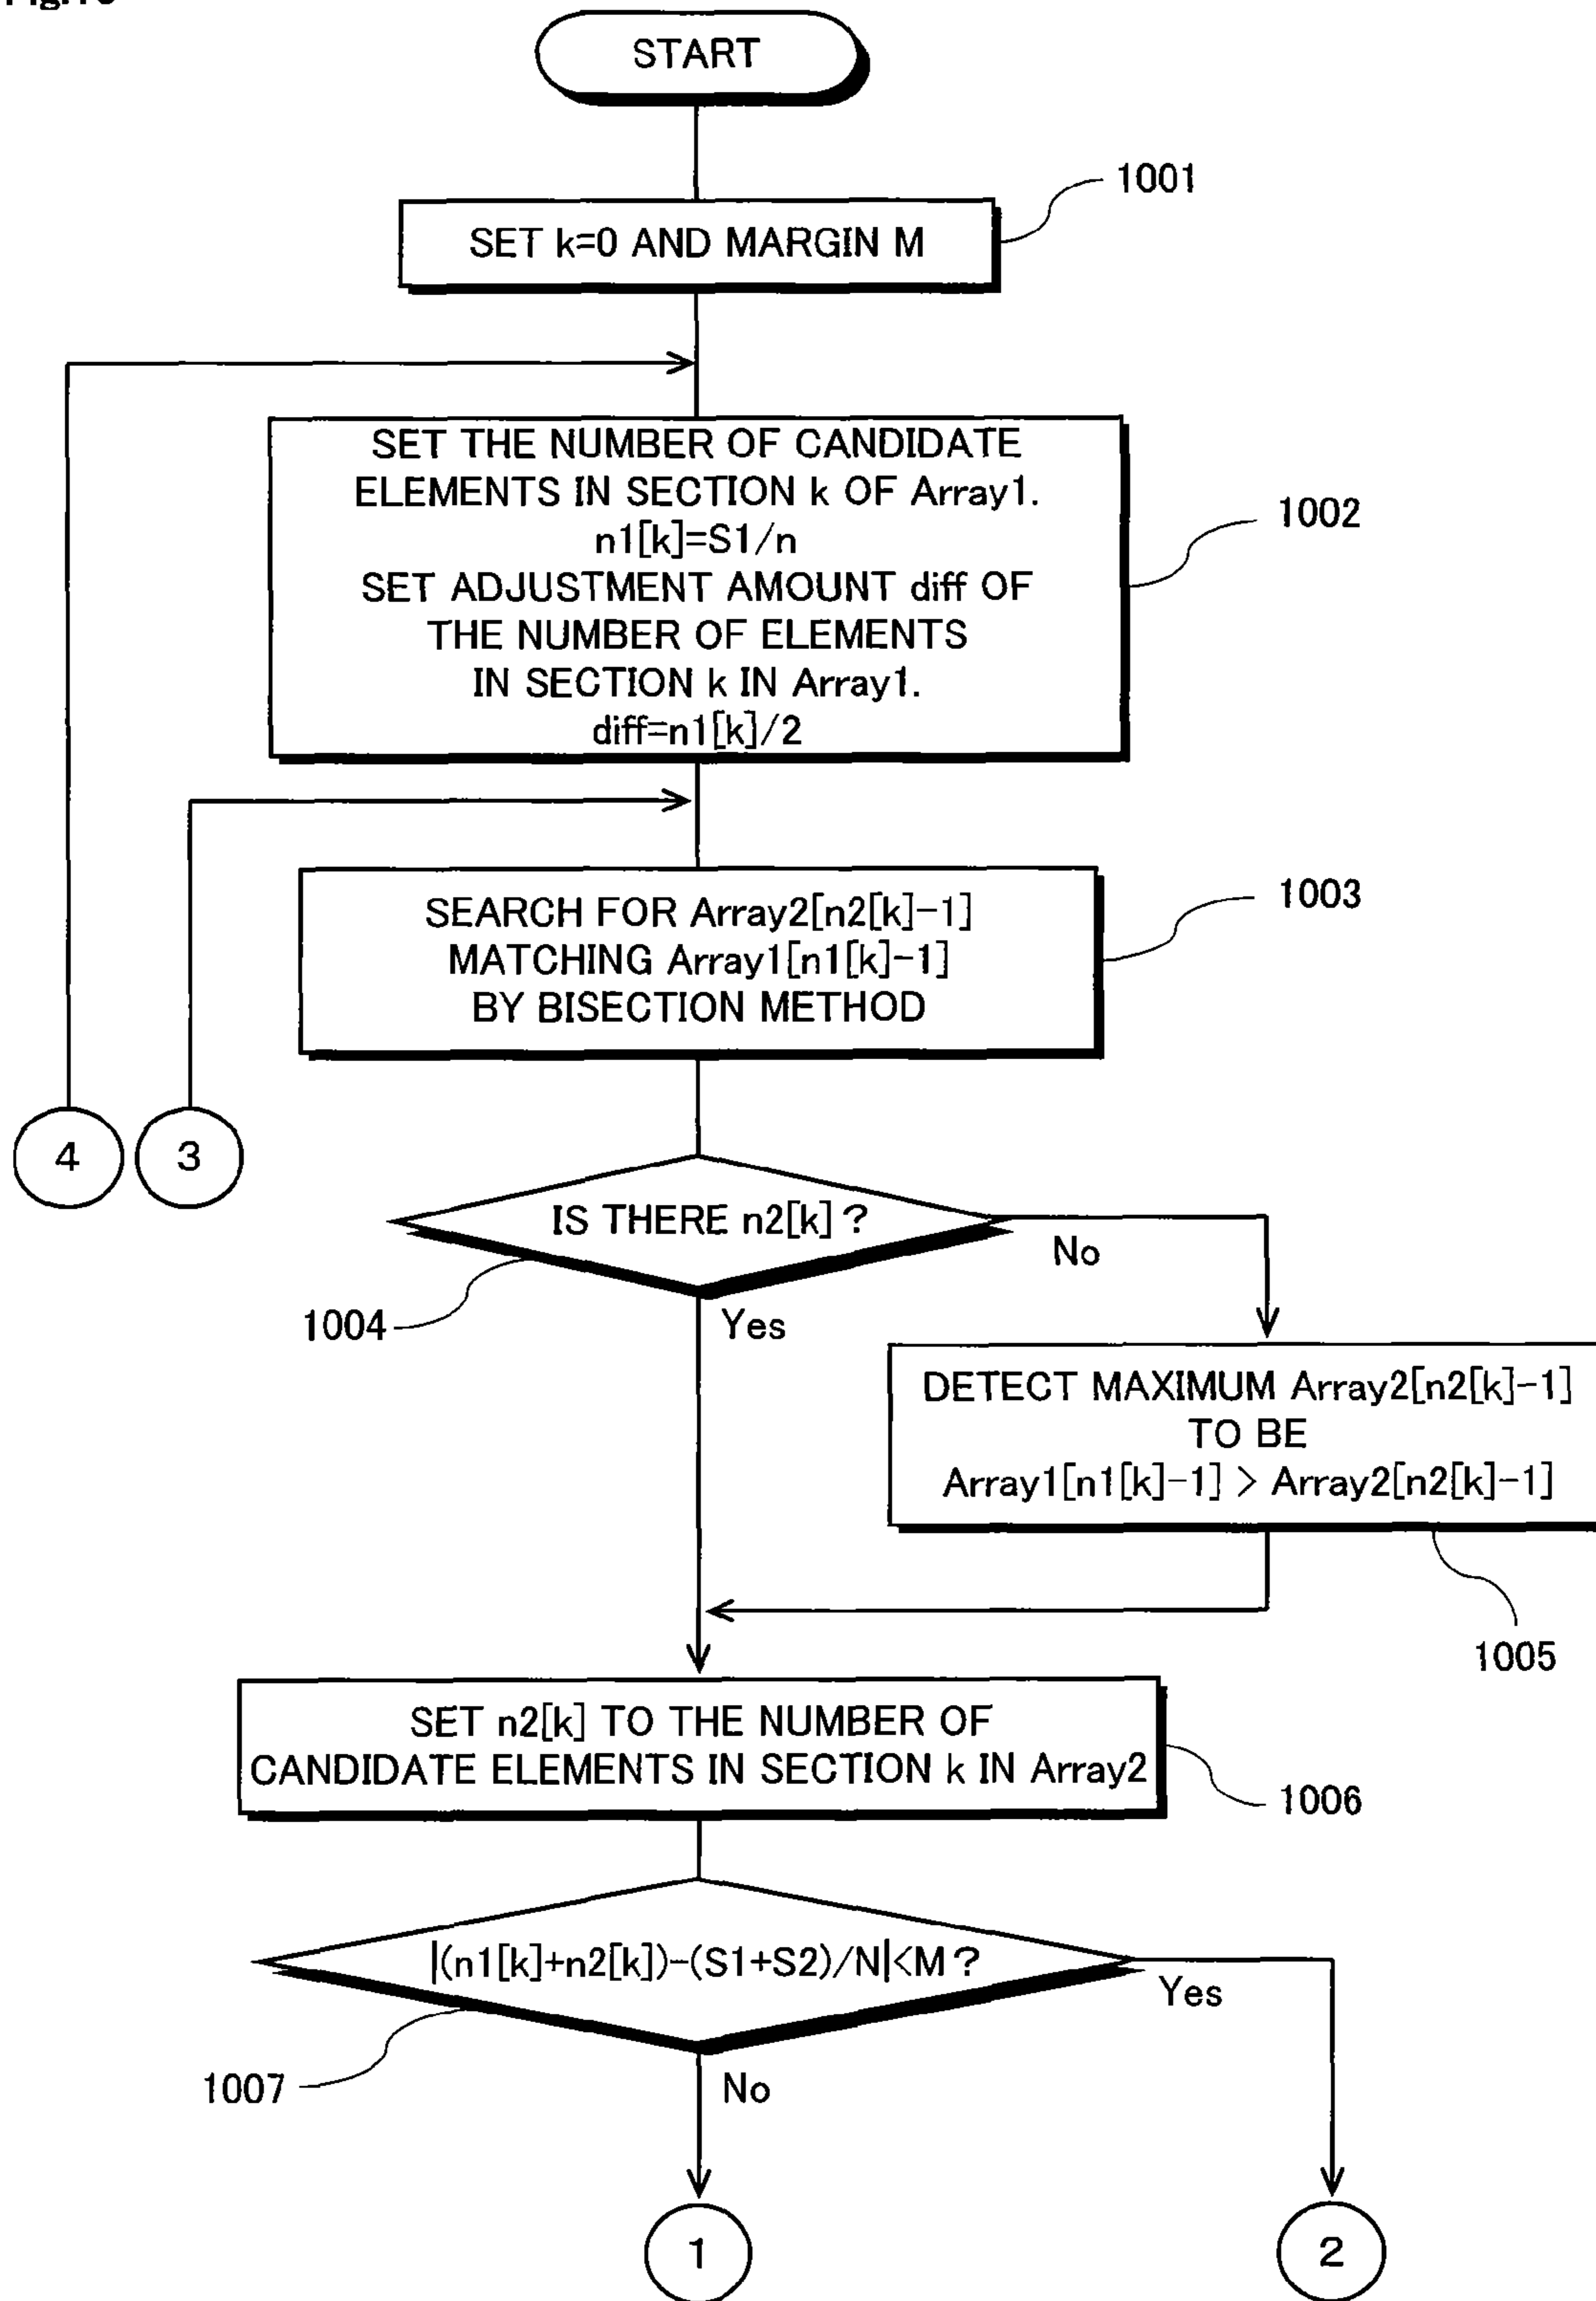 START
1001
SET k=0 AND MARGIN M
SET THE NUMBER OF CANDIDATE
ELEMENTS IN SECTION k OF Array1.
n1[k]=S1/n
SET ADJUSTMENT AMOUNT diff OF
THE NUMBER OF ELEMENTS
IN SECTION k IN Array1.
diff=n1[k]/2
1002
SEARCH FOR Array2[n2[k]-1]
MATCHING Array1[n1[k]-1]
BY BISECTION METHOD
1003
4
3
IS THERE n2[k]?
No
1004
Yes
DETECT MAXIMUM Array2[n2[k]-1]
TO BE
Array1[n1[k]-1] > Array2[n2[k]-1]
1005
SET n2[k] TO THE NUMBER OF
CANDIDATE ELEMENTS IN SECTION k IN Array2
1006
|(n1[k]+n2[k])-(S1+S2)/N|<M?
Yes
1007
No
1
2